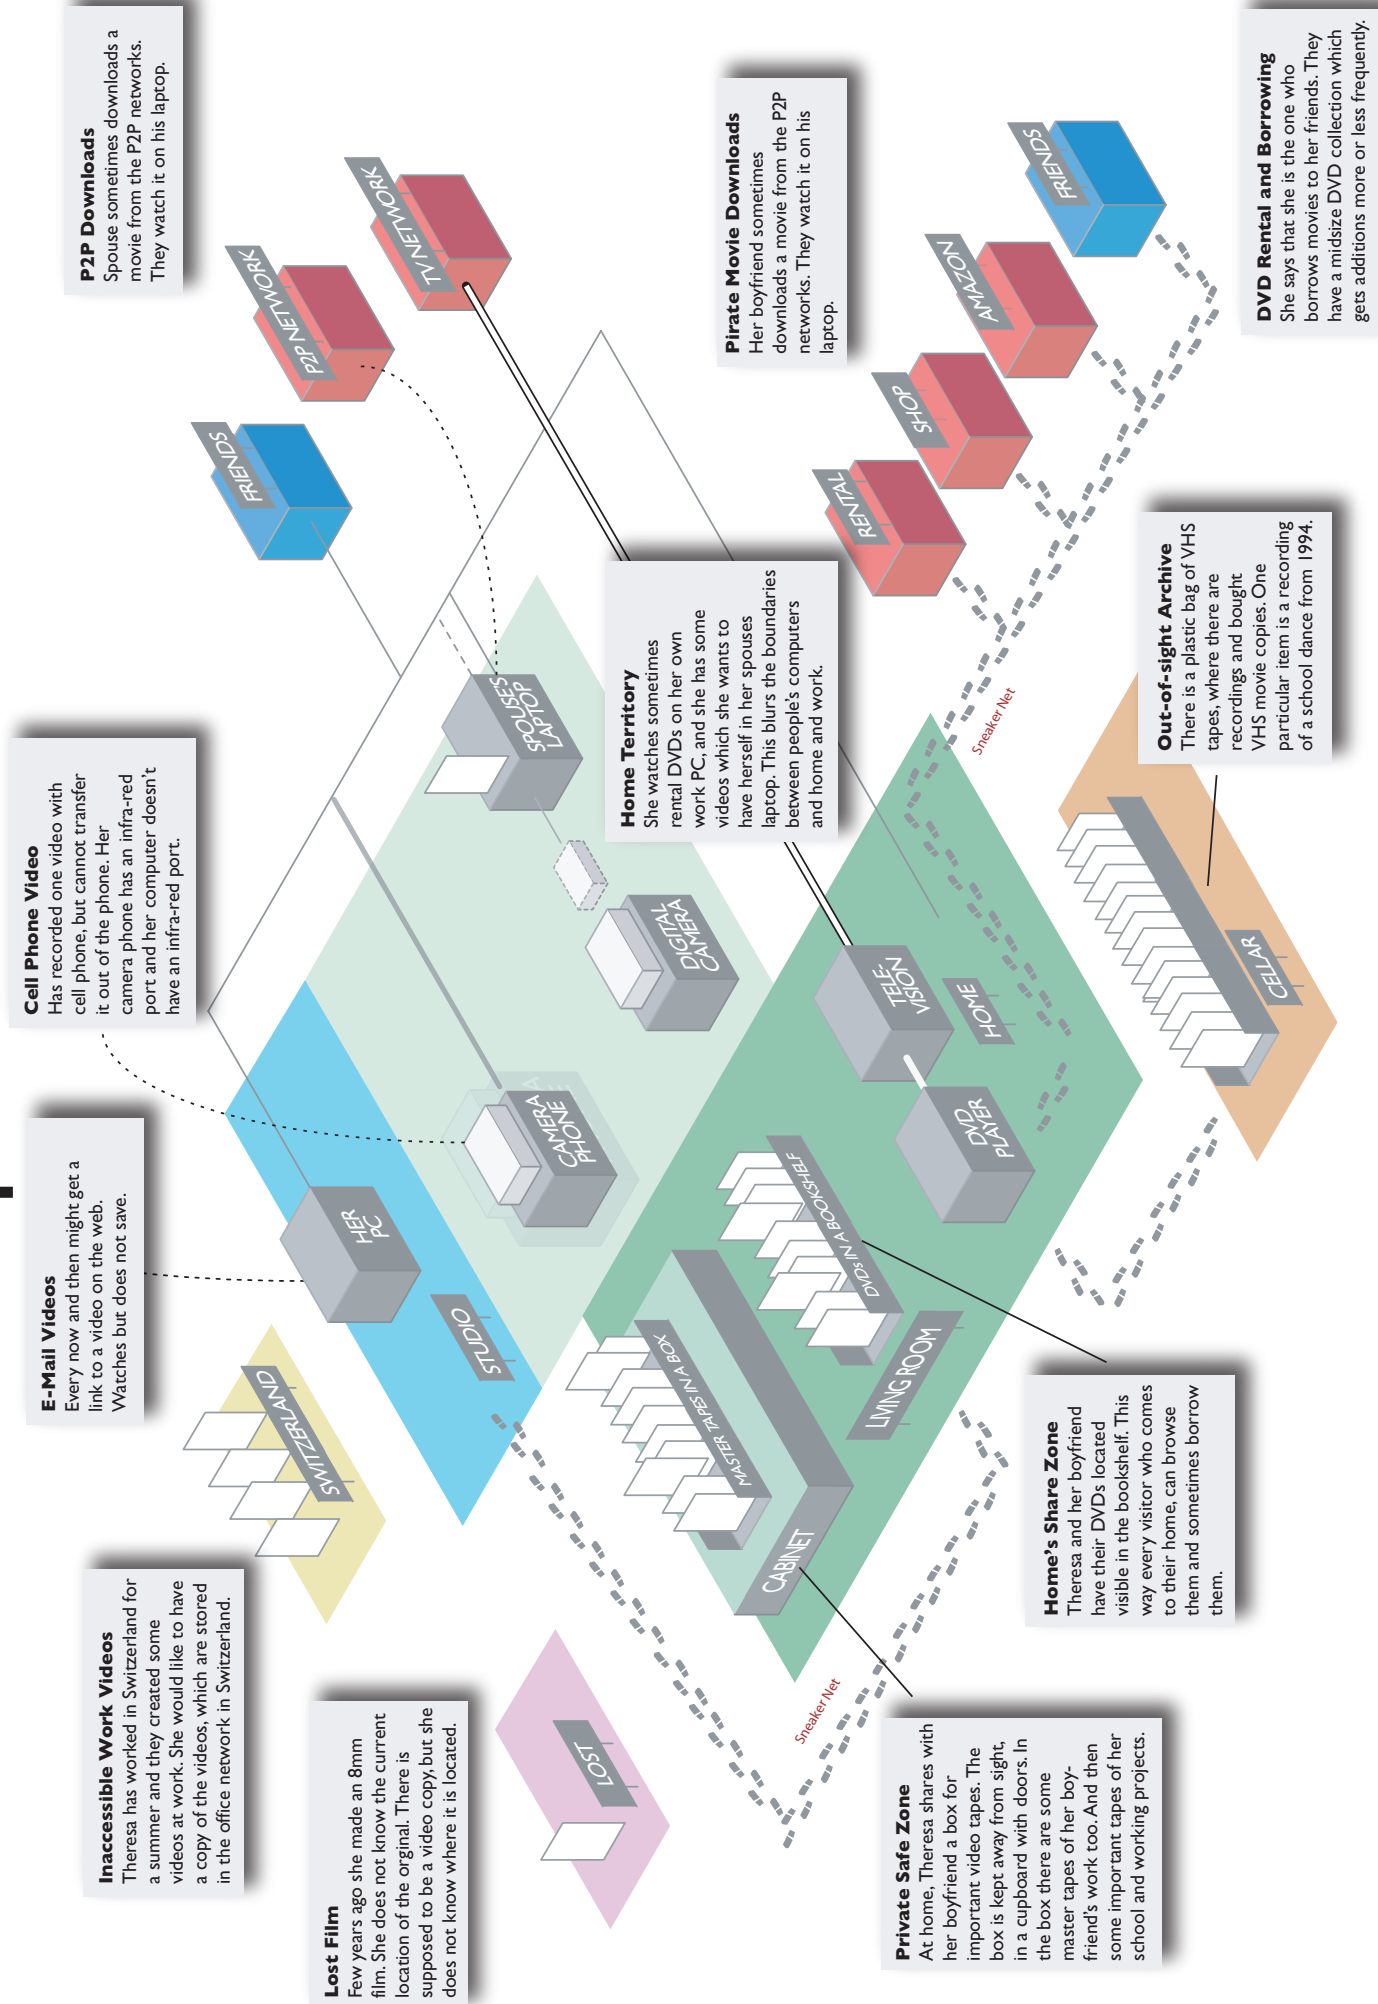 Lost Film
Few years ago she made an 8mm
film. She does not know the current
location of the orginal. There is
supposed to be a video copy, but she
does not know where it is located.
Inaccessible Work Videos
Theresa has worked in Switzerland for
a summer and they created some
videos at work. She would like to have
a copy of the videos, which are stored
in the office network in Switzerland.
E-Mail Videos
Every now and then might get a
link to a video on the web.
Watches but does not save.
Cell Phone Video
Has recorded one video with
cell phone, but cannot transfer
it out of the phone. Her
camera phone has an infra-red
port and her computer doesn't
have an infra-red port.
P2P Downloads
Spouse sometimes downloads a
movie from the P2P networks.
They watch it on his laptop.
SWITZERLAND
LOST
HER
PC
STUDIO
FRIENDS
P2P NETWORK
TV NETWORK
SPOUSE'S
LAPTOP
CAMERA
PHONE
DIGITAL
CAMERA
Home Territory
She watches sometimes
rental DVDs on her own
work PC, and she has some
videos which she wants to
have herself in her spouses
laptop. This blurs the boundaries
between people's computers
and home and work.
Pirate Movie Downloads
Her boyfriend sometimes
downloads a movie from the P2P
networks. They watch it on his
laptop.
MASTER TAPES IN A BOX
CABINET
DVDs IN A BOOKSHELF
LIVING ROOM
TELE-
VISION
DVD
PLAYER
HOME
RENTAL
SHOP
AMAZON
FRIENDS
Sneaker Net
Sneaker Net
CELLAR
Private Safe Zone
At home, Theresa shares with
her boyfriend a box for
important video tapes. The
box is kept away from sight,
in a cupboard with doors. In
the box there are some
master tapes of her boy-
friend's work too. And then
some important tapes of her
school and working projects.
Home's Share Zone
Theresa and her boyfriend
have their DVDs located
visible in the bookshelf. This
way every visitor who comes
to their home, can browse
them and sometimes borrow
them.
Out-of-sight Archive
There is a plastic bag of VHS
tapes, where there are
recordings and bought
VHS movie copies. One
particular item is a recording
of a school dance from 1994.
DVD Rental and Borrowing
She says that she is the one who
borrows movies to her friends. They
have a midsize DVD collection which
gets additions more or less frequently.